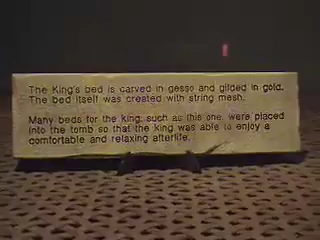 The King's bed is carved in gesso and gilded in gold.
The bed itself was created with string mesh.
Many beds for the king, such as this one, were placed
into the tomb so that the king was able to enjoy a
comfortable and relaxing afterlife.